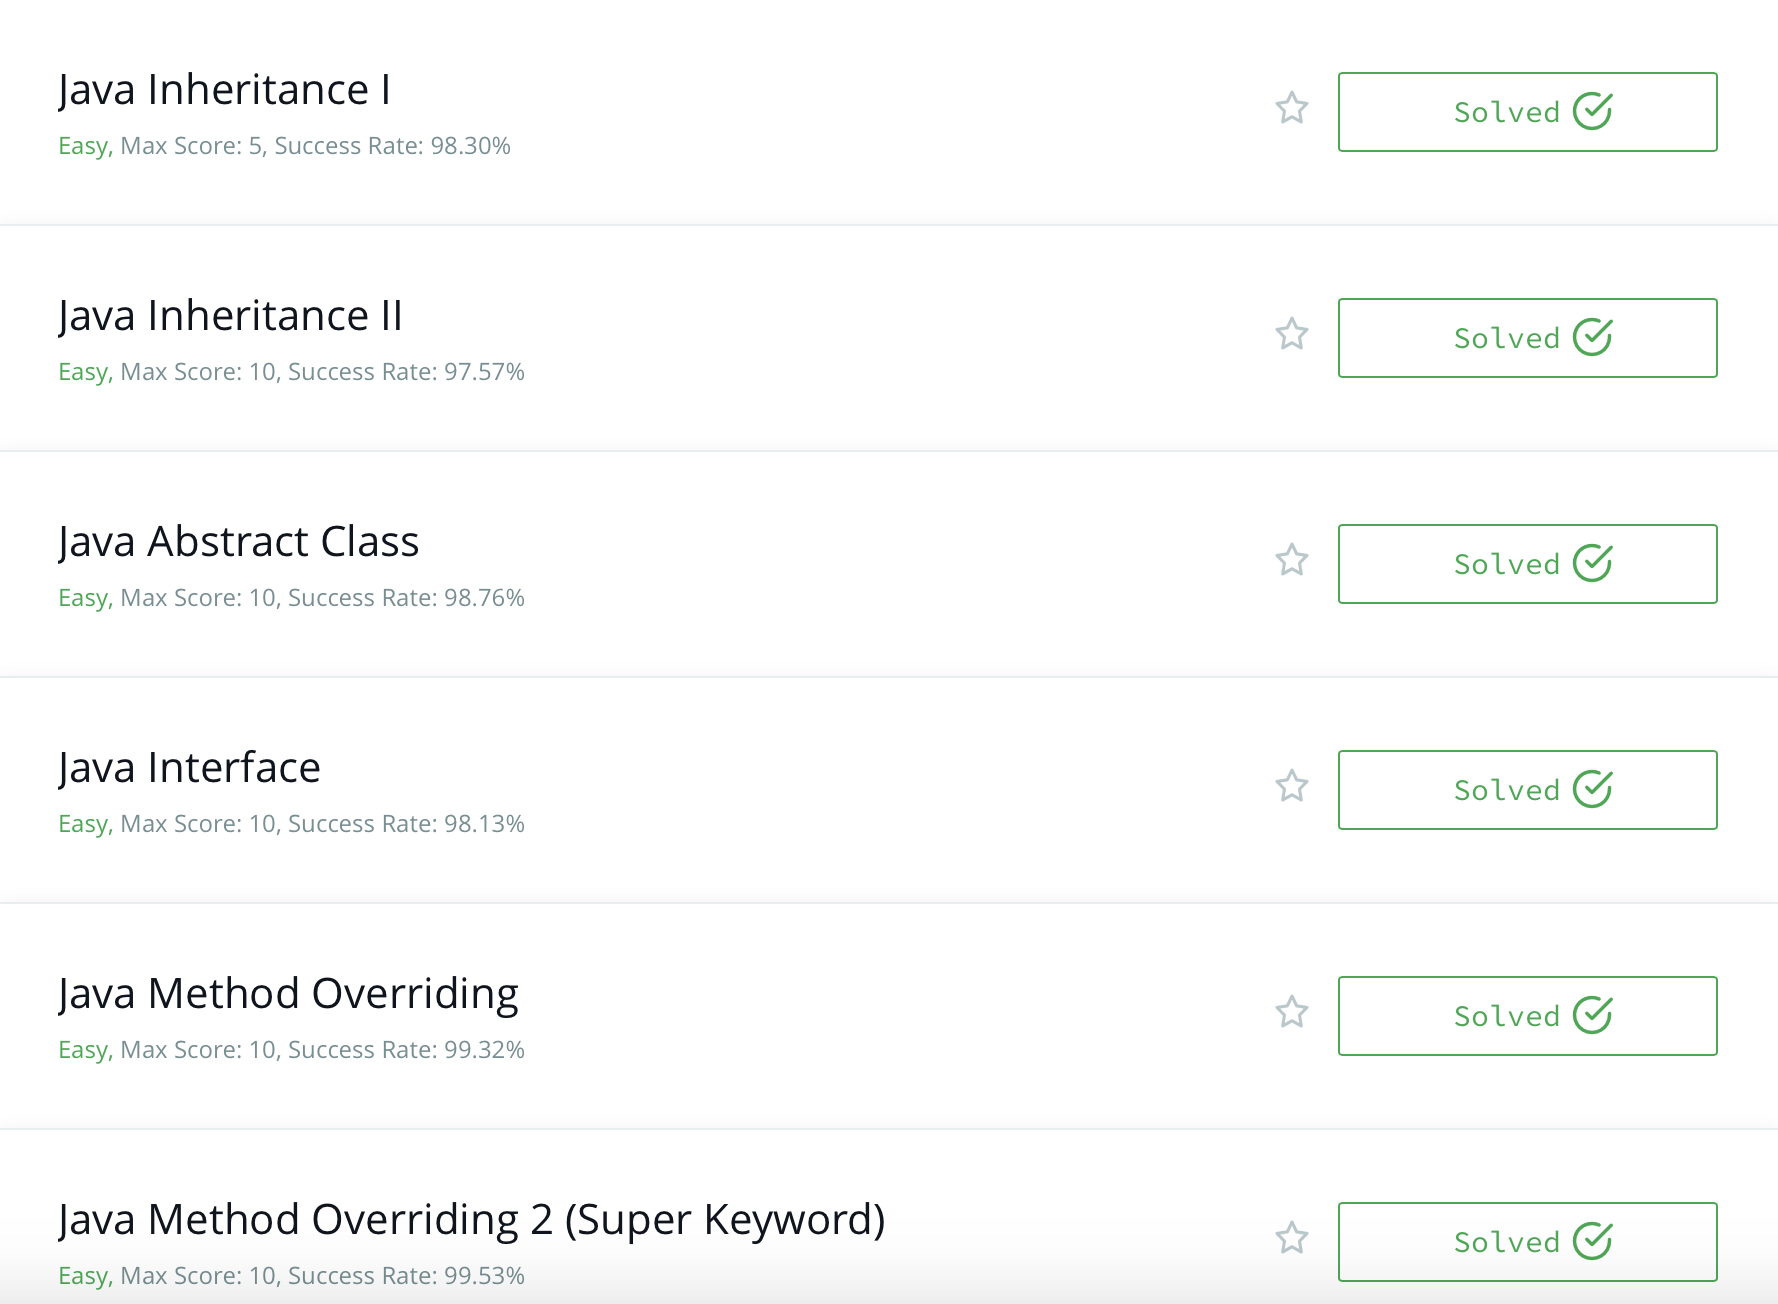 Java Inheritance I
Easy, Max Score: 5, Success Rate: 98.30%
Solved
Java Inheritance II
Easy, Max Score: 10, Success Rate: 97.57%
Solved
Java Abstract Class
Easy, Max Score: 10, Success Rate: 98.76%
Solved
Java Interface
Easy, Max Score: 10, Success Rate: 98.13%
Solved
Java Method Overriding
Easy, Max Score: 10, Success Rate: 99.32%
Solved
Java Method Overriding 2 (Super Keyword)
Easy, Max Score: 10, Success Rate: 99.53%
Solved